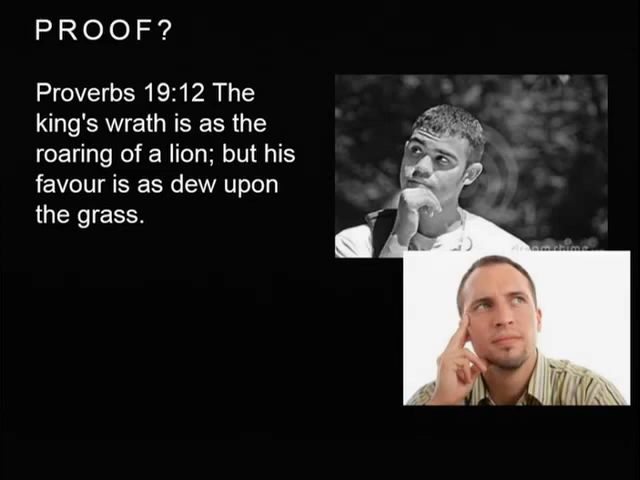 PROOF?
Proverbs 19:12 The
king's wrath is as the
roaring of a lion; but his
favour is as dew upon
the grass.
dreamstime